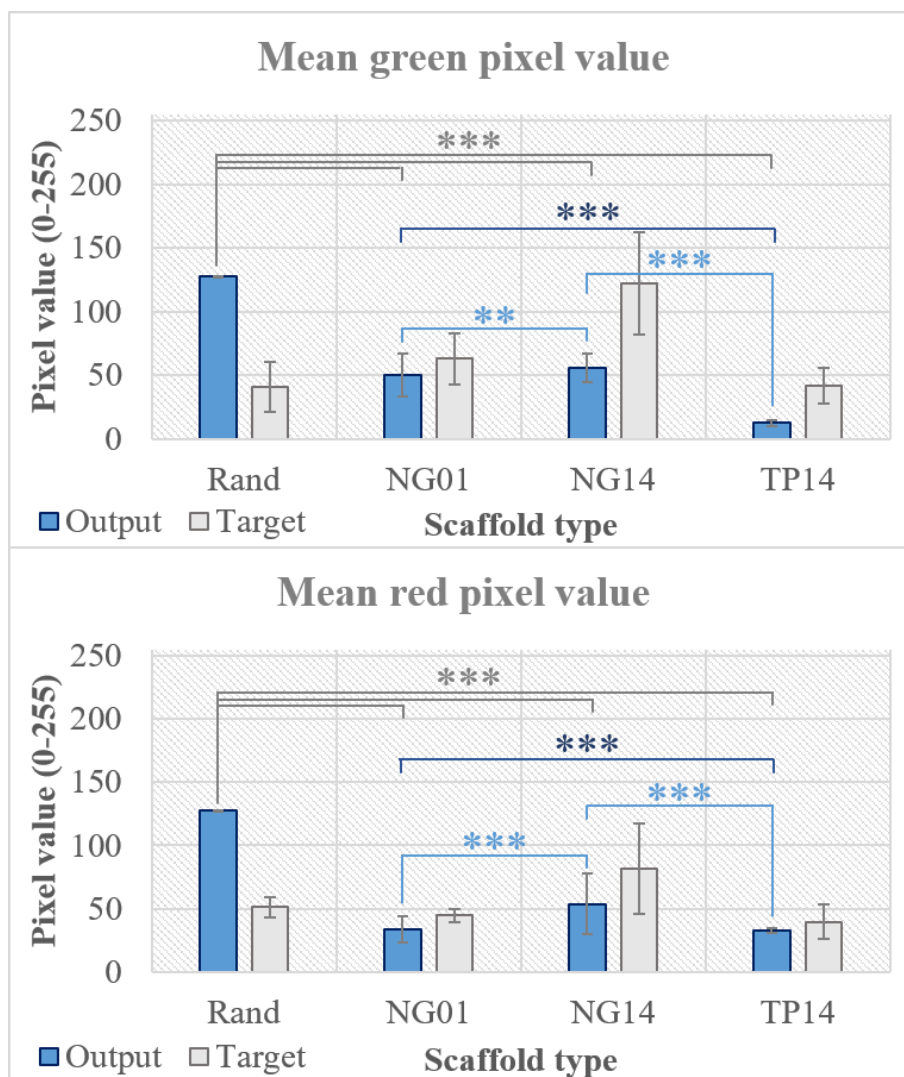 Mean green pixel value
250
200
150
100
50
0
Pixel value (0-255)
***
***
***
**
Rand NG01 NG14 TP14
Output Target Scaffold type
Mean red pixel value
250
200
150
100
50
0
Pixel value (0-255)
***
***
***
***
Rand NG01 NG14 TP14
Output Target Scaffold type